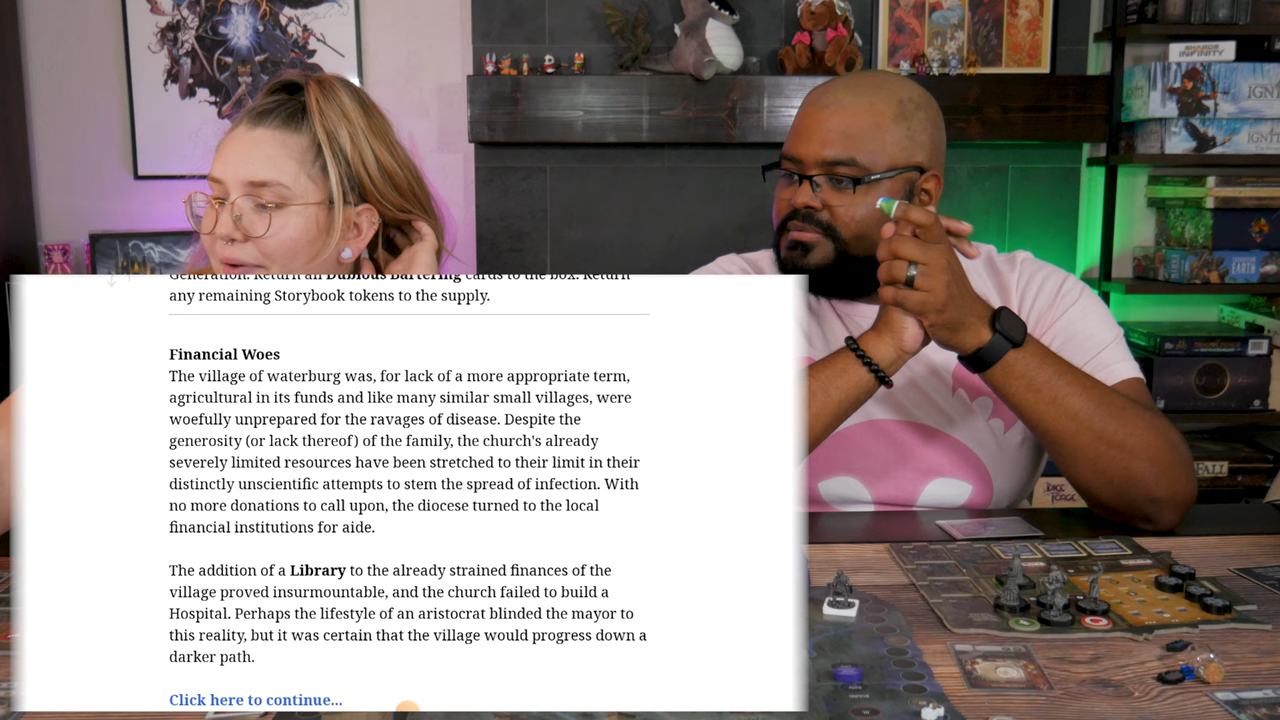 SHARDS
INFINITY
IGNI
IGNI
EARTH
FALL
DICE
FORGE
Generation. Return all Dubious Bartering cards to the box. Return
any remaining Storybook tokens to the supply.
Financial Woes
The village of waterburg was, for lack of a more appropriate term,
agricultural in its funds and like many similar small villages, were
woefully unprepared for the ravages of disease. Despite the
generosity (or lack thereof) of the family, the church's already
severely limited resources have been stretched to their limit in their
distinctly unscientific attempts to stem the spread of infection. With
no more donations to call upon, the diocese turned to the local
financial institutions for aide.
The addition of a Library to the already strained finances of the
village proved insurmountable, and the church failed to build a
Hospital. Perhaps the lifestyle of an aristocrat blinded the mayor to
this reality, but it was certain that the village would progress down a
darker path.
Click here to continue...